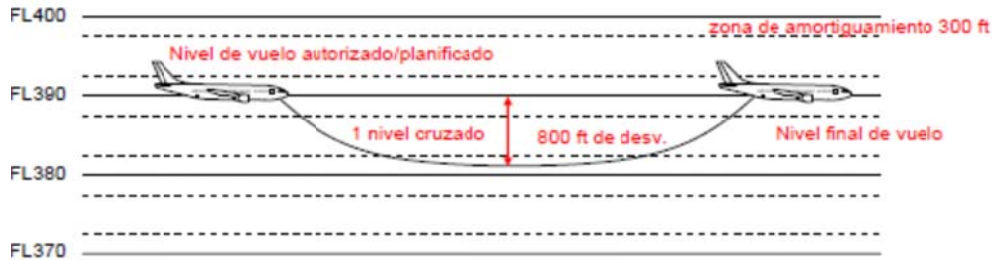 FL400
zona de amortiguamiento 300 ft
Nivel de vuelo autorizado/planificado
FL390
1 nivel cruzado
800 ft de desv.
Nivel final de vuelo
FL380
FL370